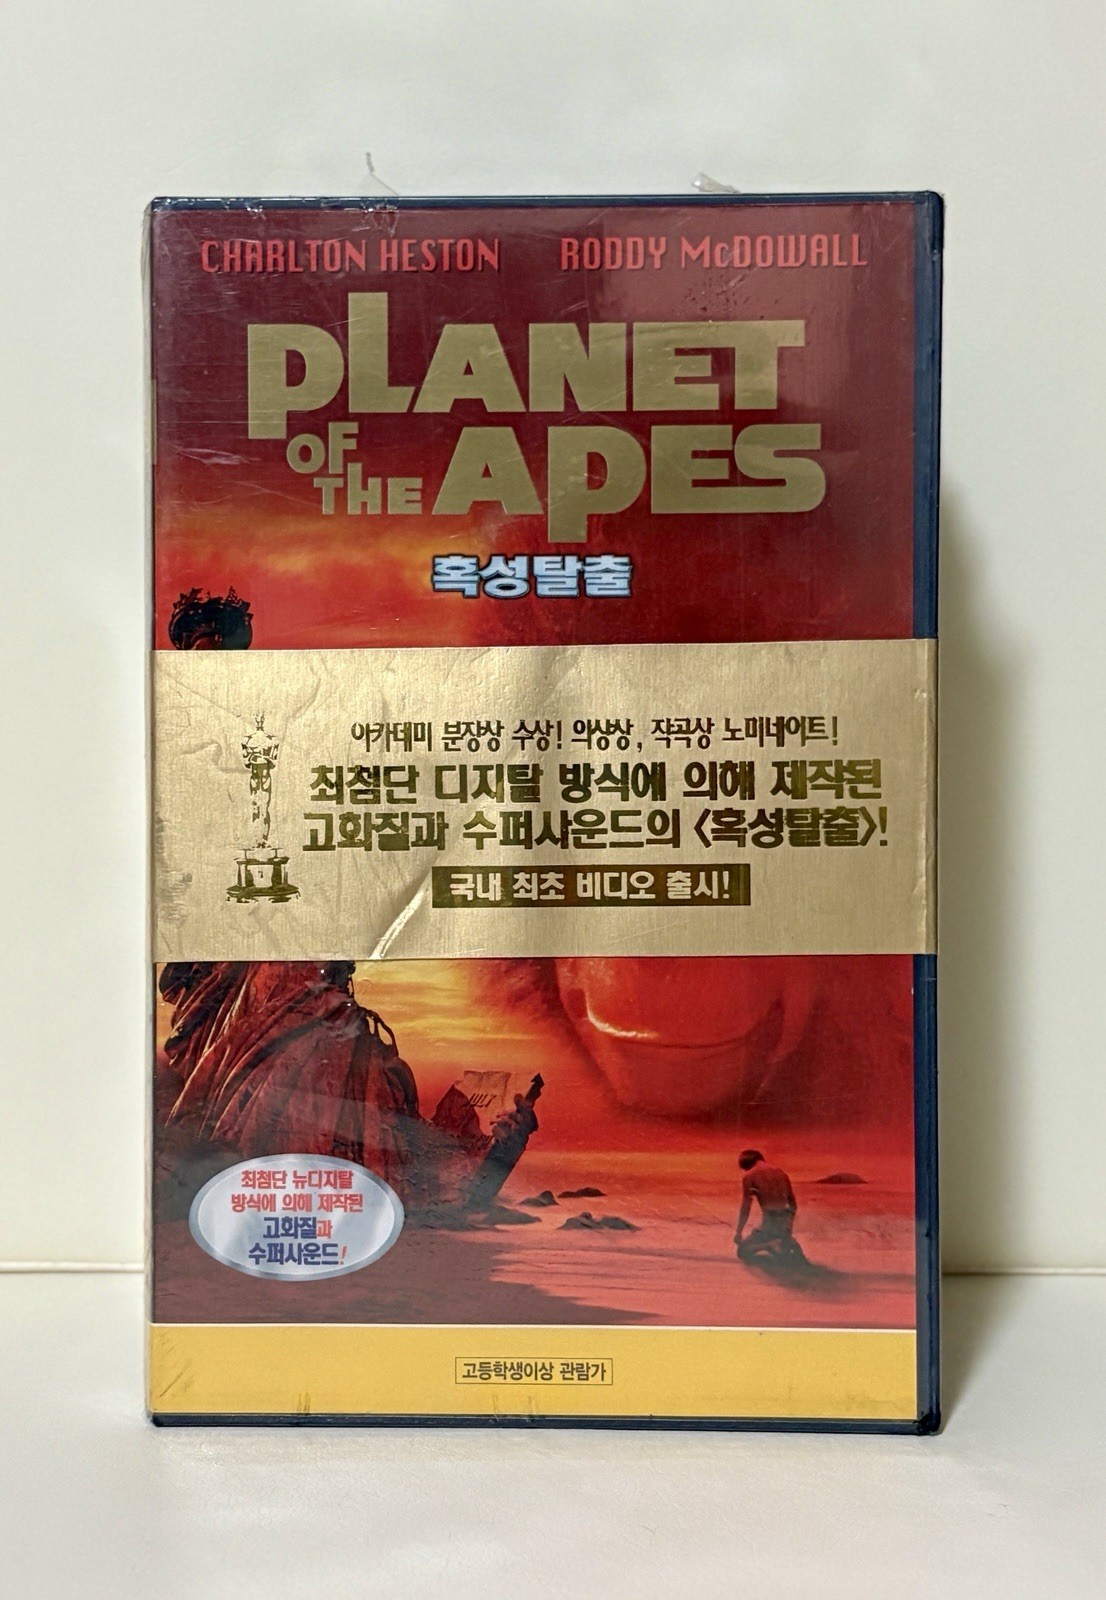 CHARLTON HESTON RODDY McDOWALL
PLANET
OF THE APES
혹성탈출
아카데미 분장상 수상! 의상상, 작곡상 노미네이트!
최첨단 디지탈 방식에 의해 제작된
고화질과 수퍼사운드의 <혹성탈출>!
국내 최초 비디오 출시!
최첨단 뉴디지탈
방식에 의해 제작된
고화질과
수퍼사운드!
고등학생이상 관람가